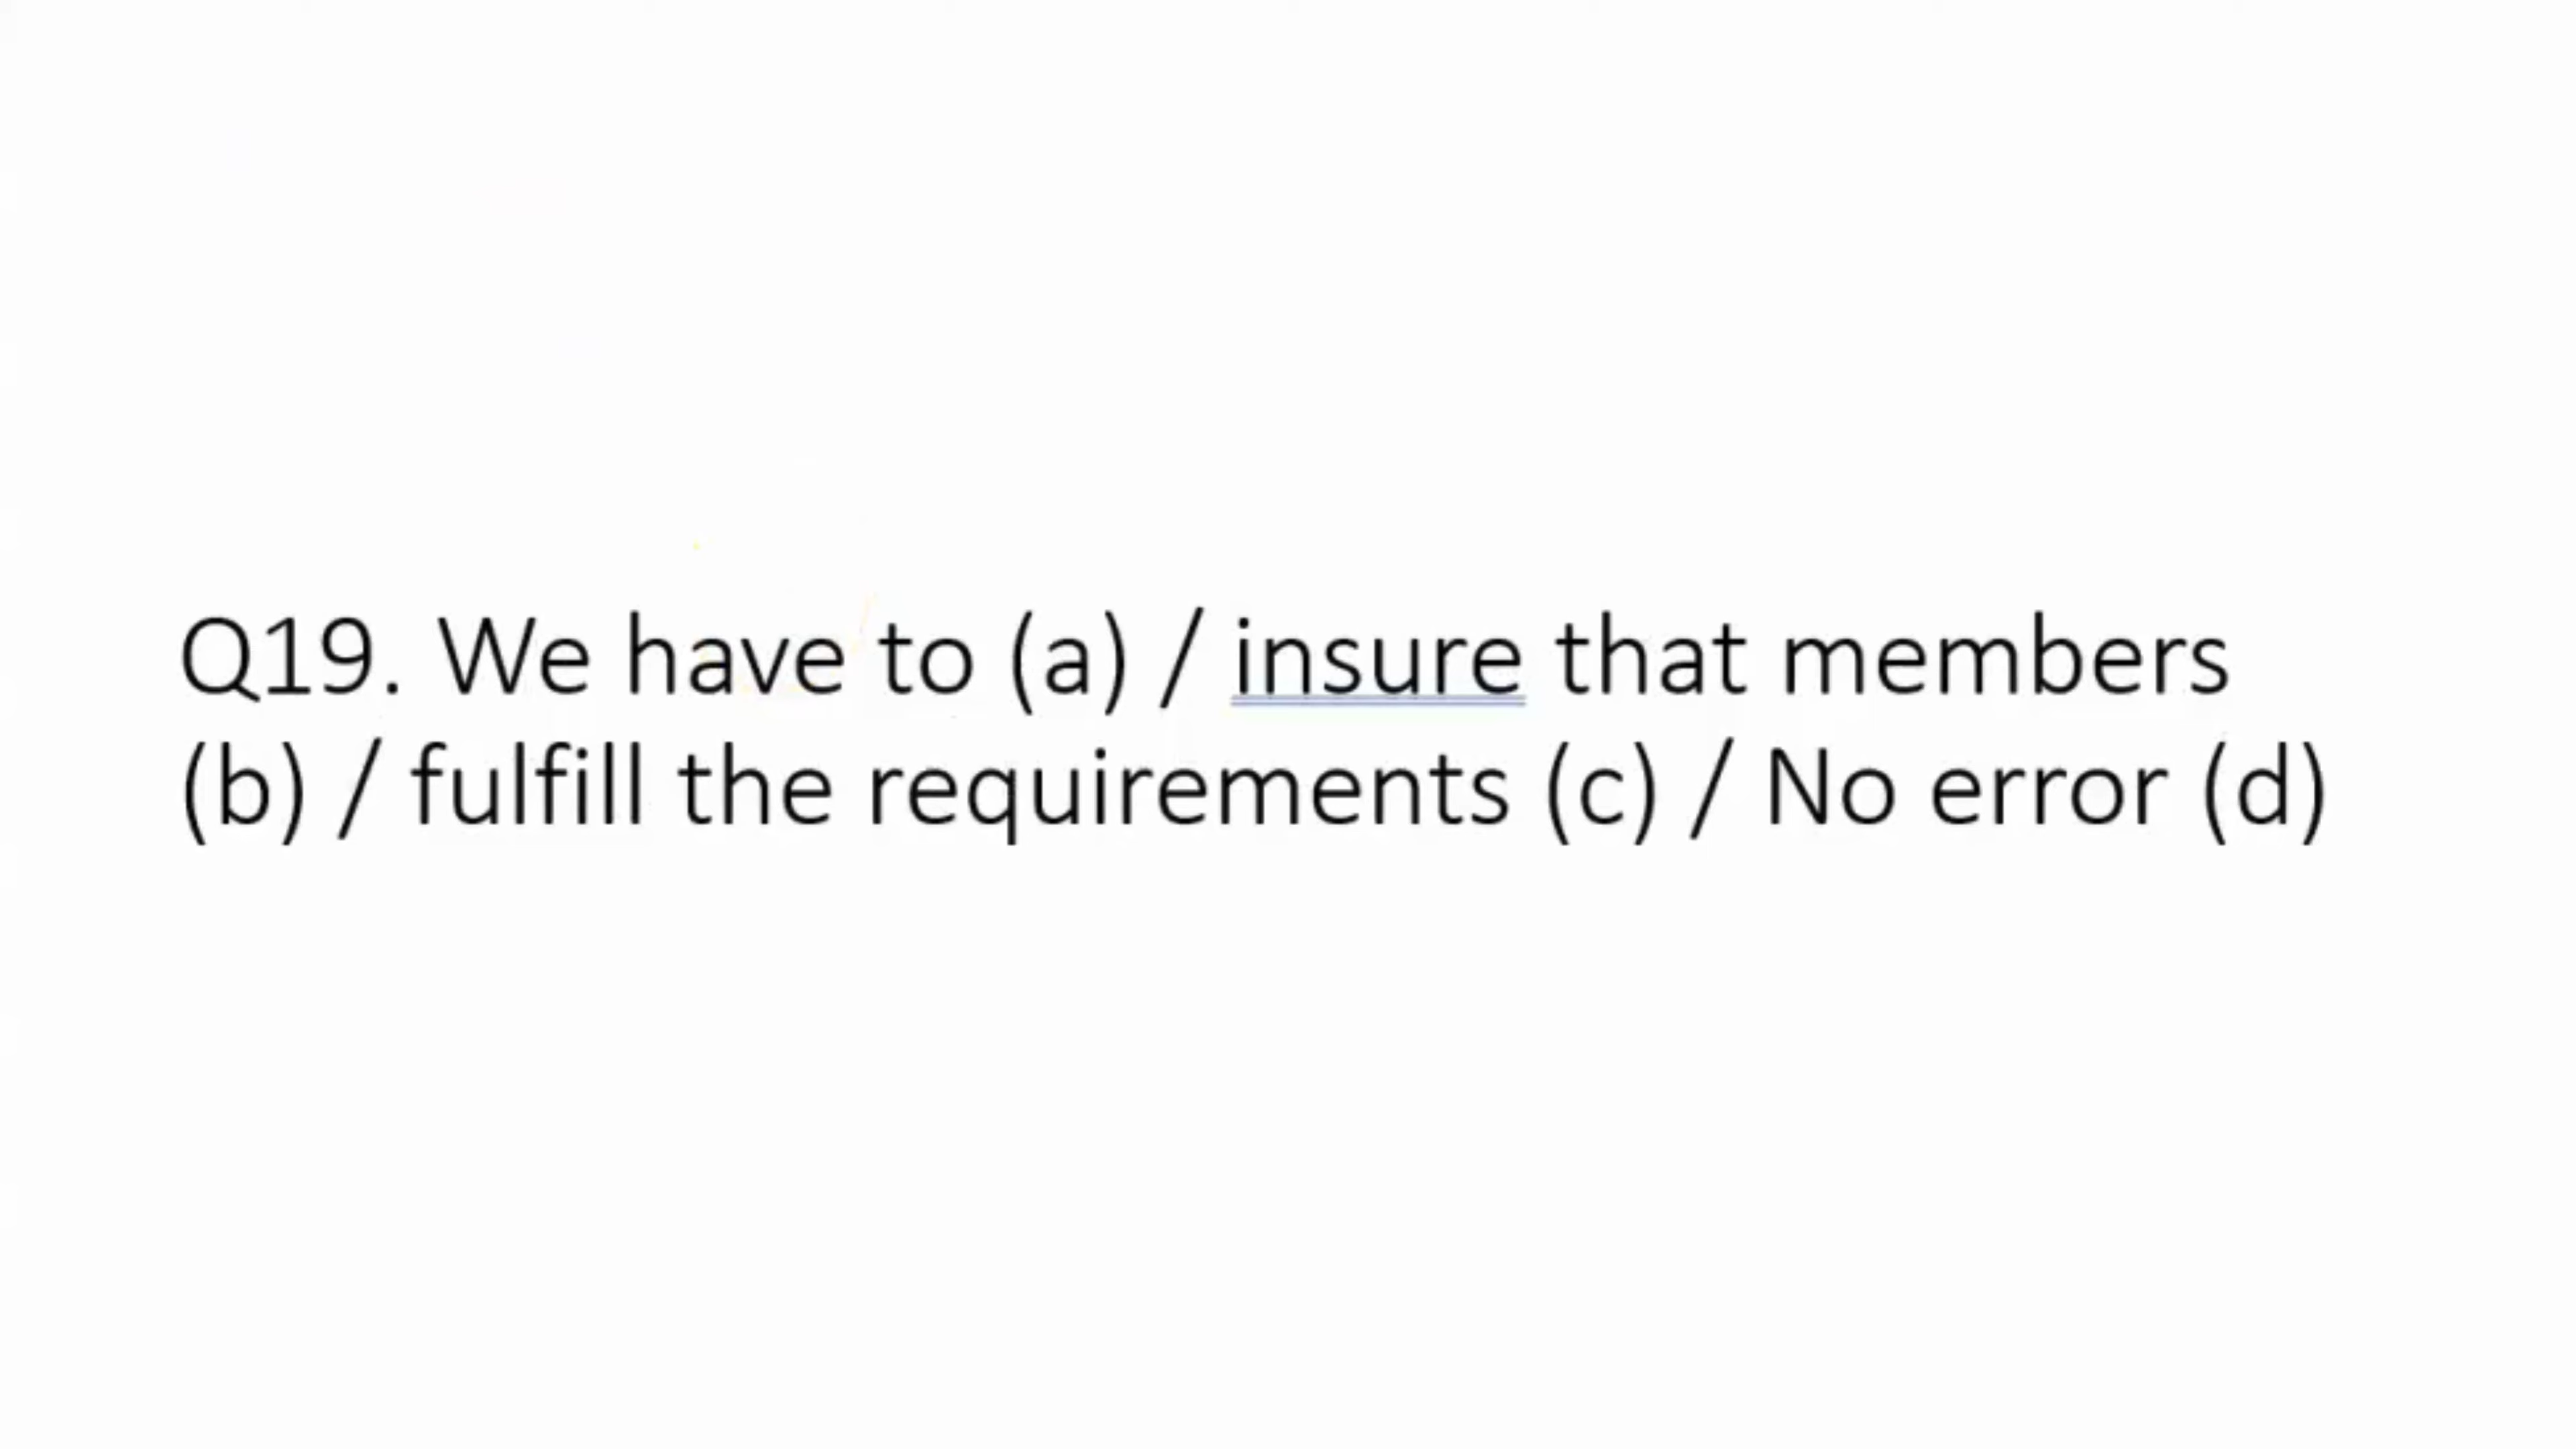 Q19. We have to (a) / insure that members
(b) / fulfill the requirements (c) / No error (d)